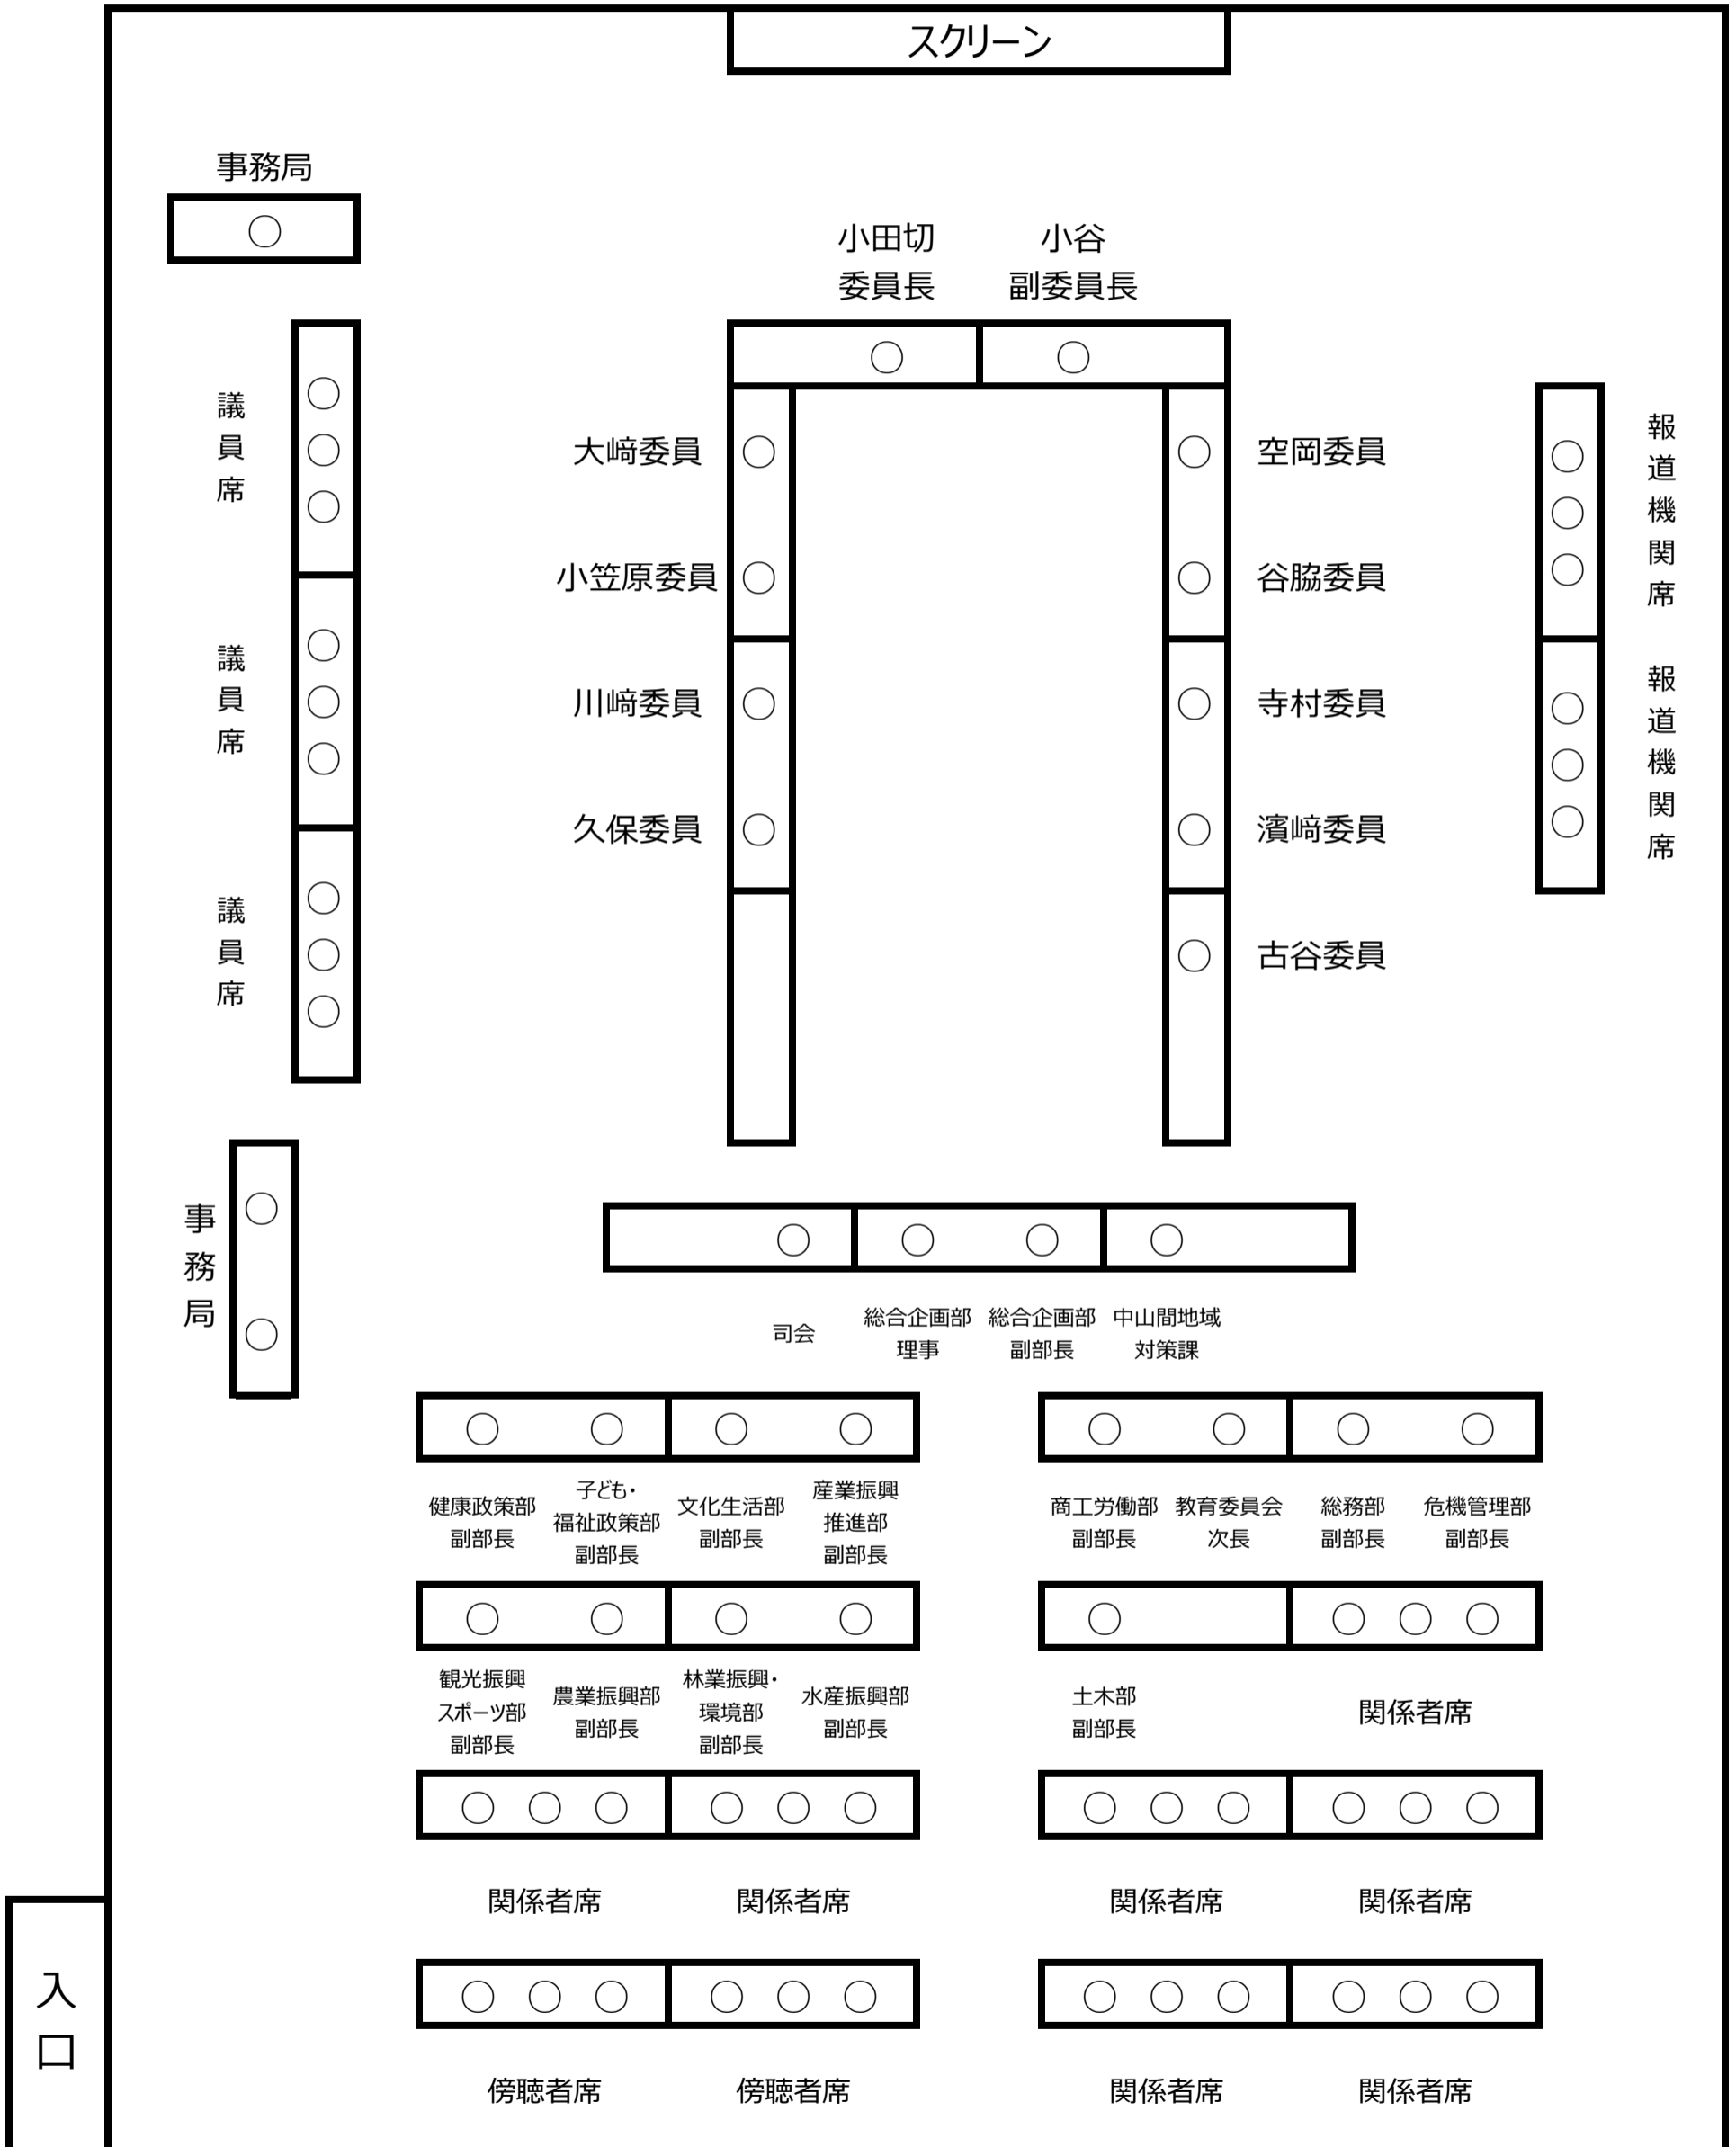 スクリーン
事務局
小田切
委員長
小谷
副委員長
議員席
議員席
議員席
大﨑委員
小笠原委員
川﨑委員
久保委員
空岡委員
谷脇委員
寺村委員
濱﨑委員
古谷委員
報道機関席
報道機関席
事務局
司会
総合企画部
理事
総合企画部
副部長
中山間地域
対策課
健康政策部
副部長
子ども・
福祉政策部
副部長
文化生活部
副部長
産業振興
推進部
副部長
商工労働部
副部長
教育委員会
次長
総務部
副部長
危機管理部
副部長
観光振興
スポーツ部
副部長
農業振興部
副部長
林業振興・
環境部
副部長
水産振興部
副部長
土木部
副部長
関係者席
関係者席
関係者席
関係者席
関係者席
入口
傍聴者席
傍聴者席
関係者席
関係者席